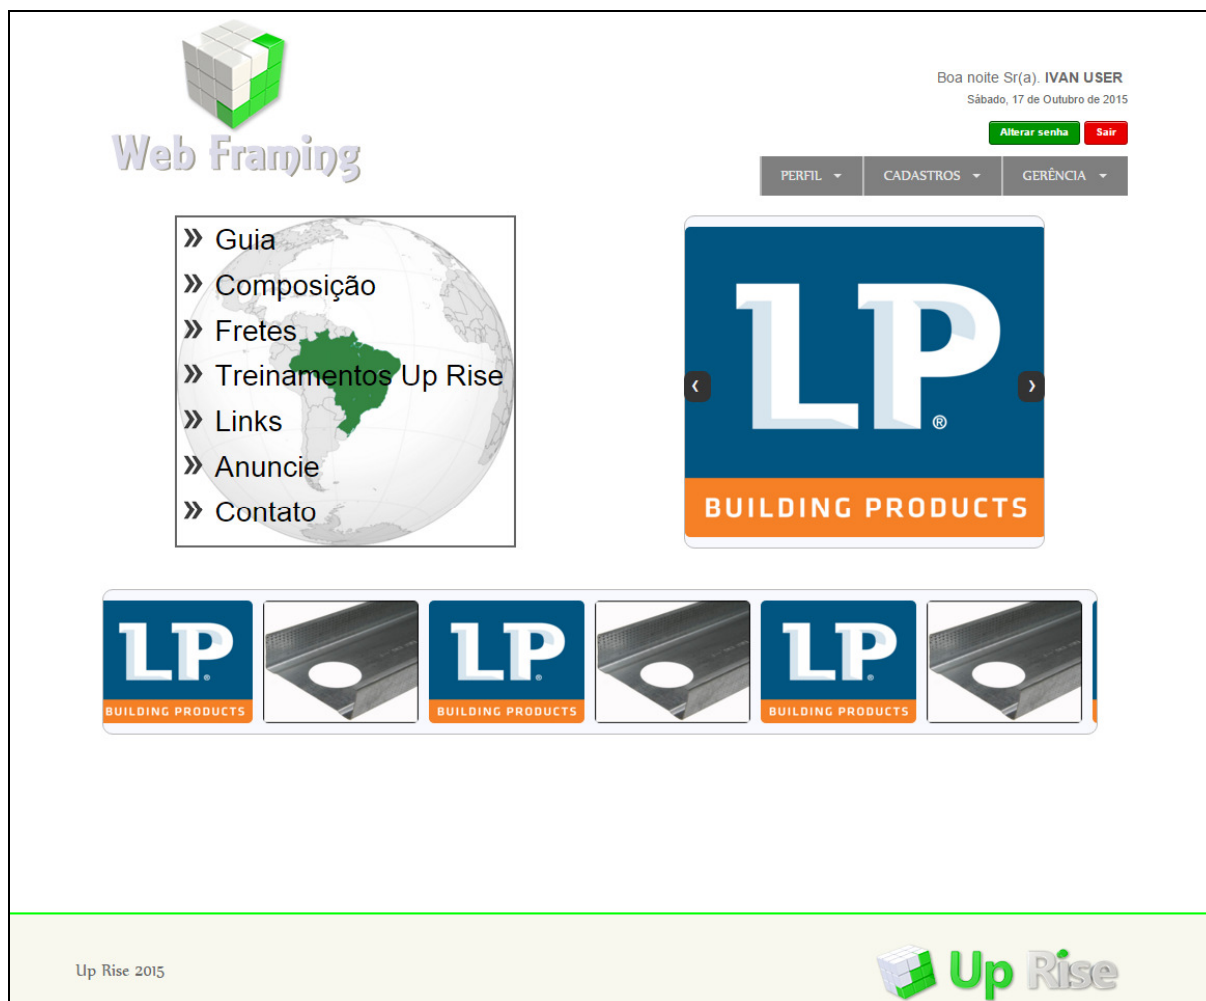 Boa noite Sr(a). IVAN USER
Sábado, 17 de Outubro de 2015
Alterar senha Sair
Web Framing
PERFIL CADASTROS GERÊNCIA
» Guia
» Composição
» Fretes
» Treinamentos Up Rise
» Links
» Anuncie
» Contato
LP®
BUILDING PRODUCTS
LP®
BUILDING PRODUCTS
LP®
BUILDING PRODUCTS
LP®
BUILDING PRODUCTS
Up Rise 2015
Up Rise